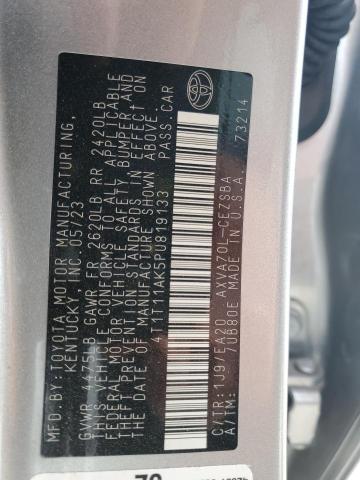 MFD.BY:TOYOTA MOTOR MANUFACTURING,
KENTUCKY INC. 05/23
GVWR 4475LB GAWR FR 2620LB RR 2420LB
THIS VEHICLE CONFORMS TO ALL APPLICABLE
FEDERAL MOTOR VEHICLE SAFETY, BUMPER, AND
THEFT PREVENTION STANDARDS IN EFFECT ON
THE DATE OF MANUFACTURE SHOWN ABOVE.
4T1T11AK5PU819133 PASS.CAR
C/TR:1J9/EA20 AXVA70L-CEZSBA
A/TM: 7UB80E MADE IN U.S.A. 73214